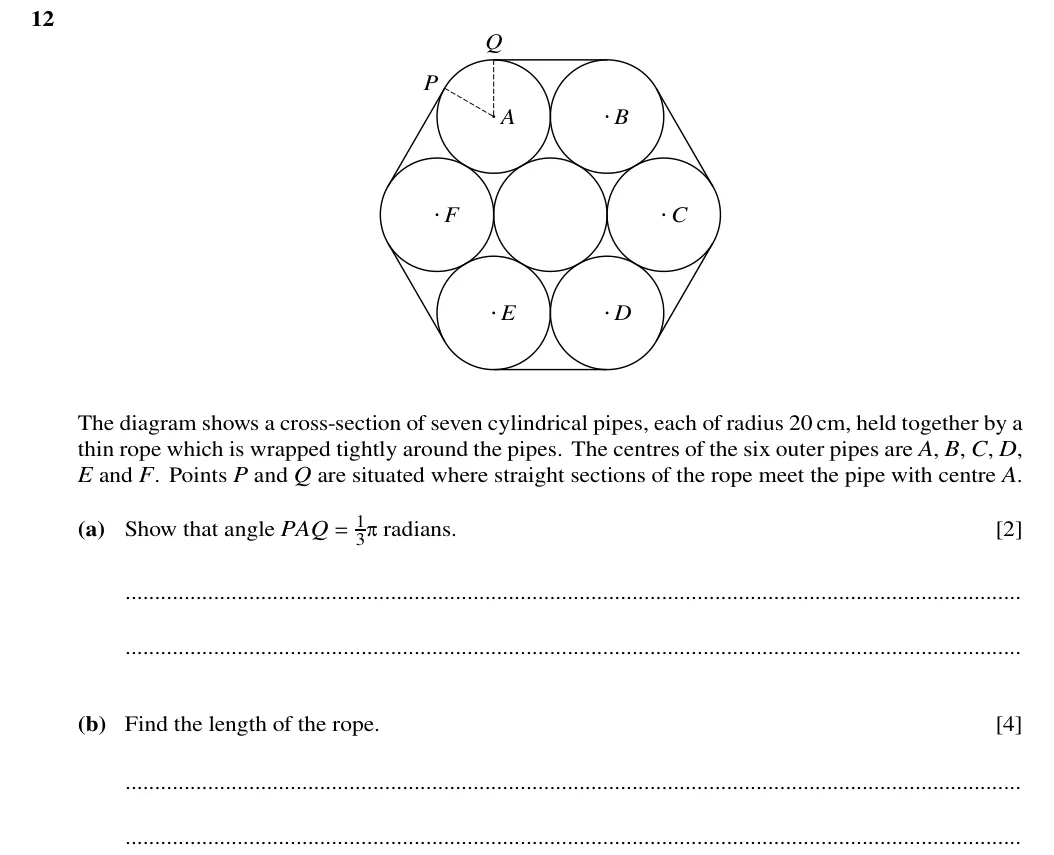 12
Q
P
A
B
F
C
E
D
The diagram shows a cross-section of seven cylindrical pipes, each of radius 20 cm, held together by a
thin rope which is wrapped tightly around the pipes. The centres of the six outer pipes are A, B, C, D,
E and F. Points P and Q are situated where straight sections of the rope meet the pipe with centre A.
(a) Show that angle PAQ = 1/3 π radians. [2]
................................................................................
................................................................................
(b) Find the length of the rope. [4]
................................................................................
................................................................................